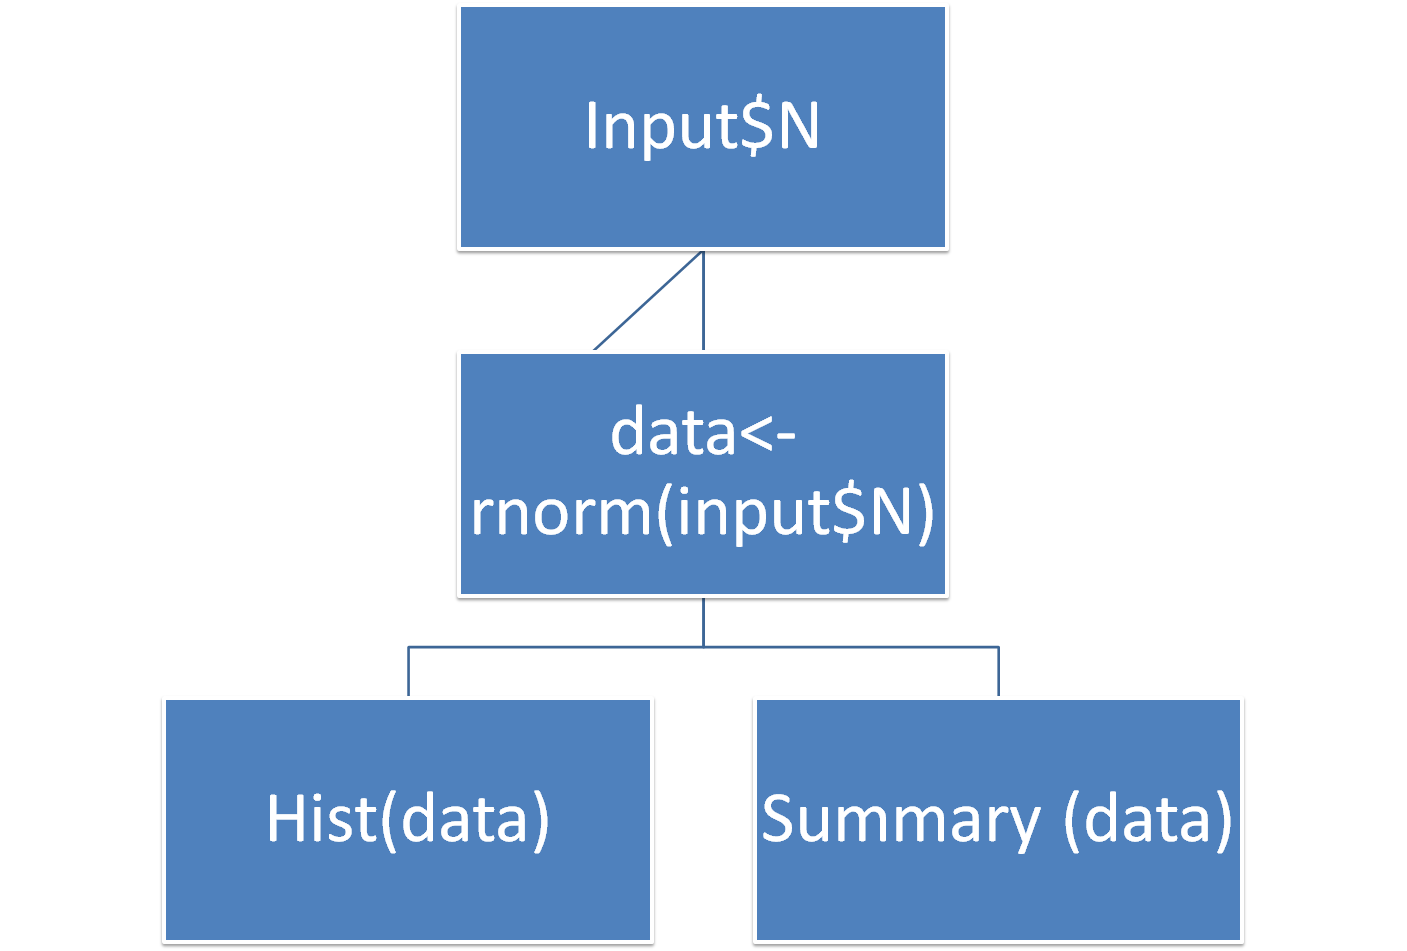 Input$N
data<-
rnorm(input$N)
Hist(data)
Summary (data)